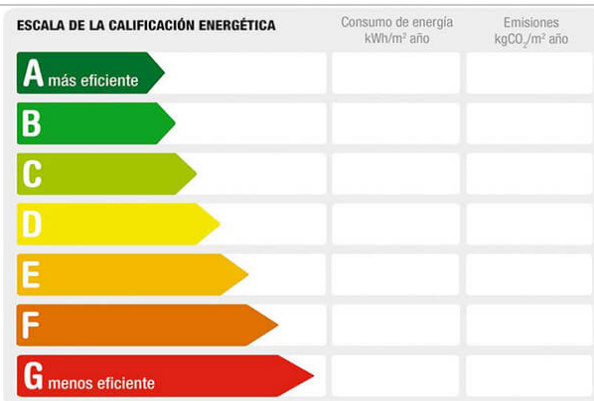 ESCALA DE LA CALIFICACIÓN ENERGÉTICA
Consumo de energía
kWh/m² año
Emisiones
kgCO₂/m² año
A más eficiente
B
C
D
E
F
G menos eficiente